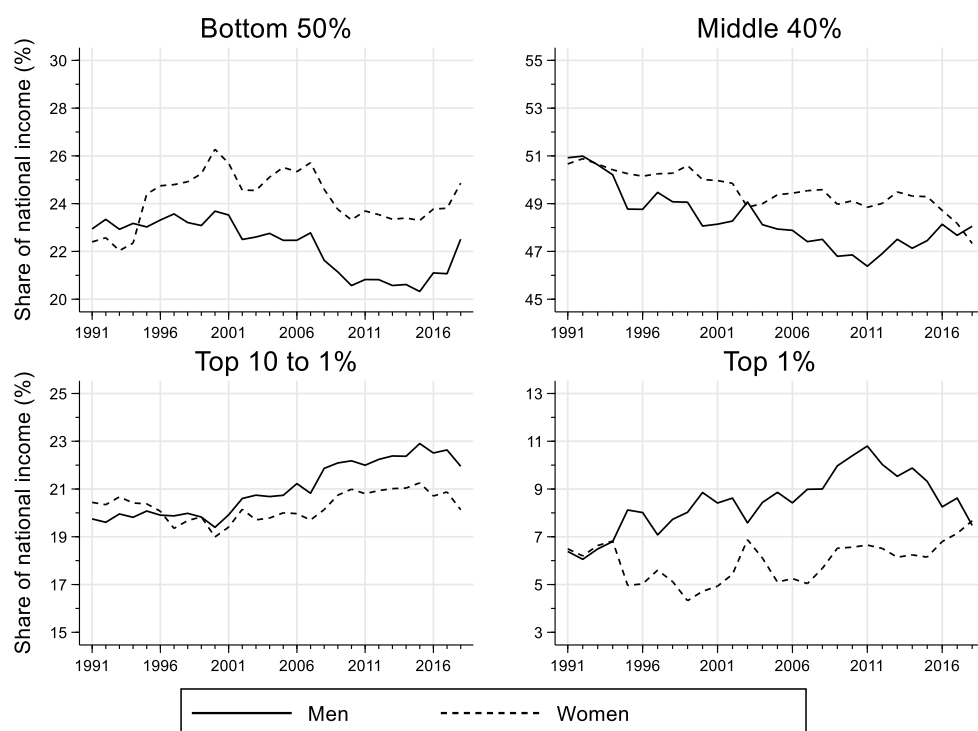 Bottom 50%
Middle 40%
Share of national income (%)
30
28
26
24
22
20
1991 1996 2001 2006 2011 2016
55
53
51
49
47
45
1991 1996 2001 2006 2011 2016
Top 10 to 1%
Top 1%
Share of national income (%)
25
23
21
19
17
15
1991 1996 2001 2006 2011 2016
13
11
9
7
5
3
1991 1996 2001 2006 2011 2016
Men Women